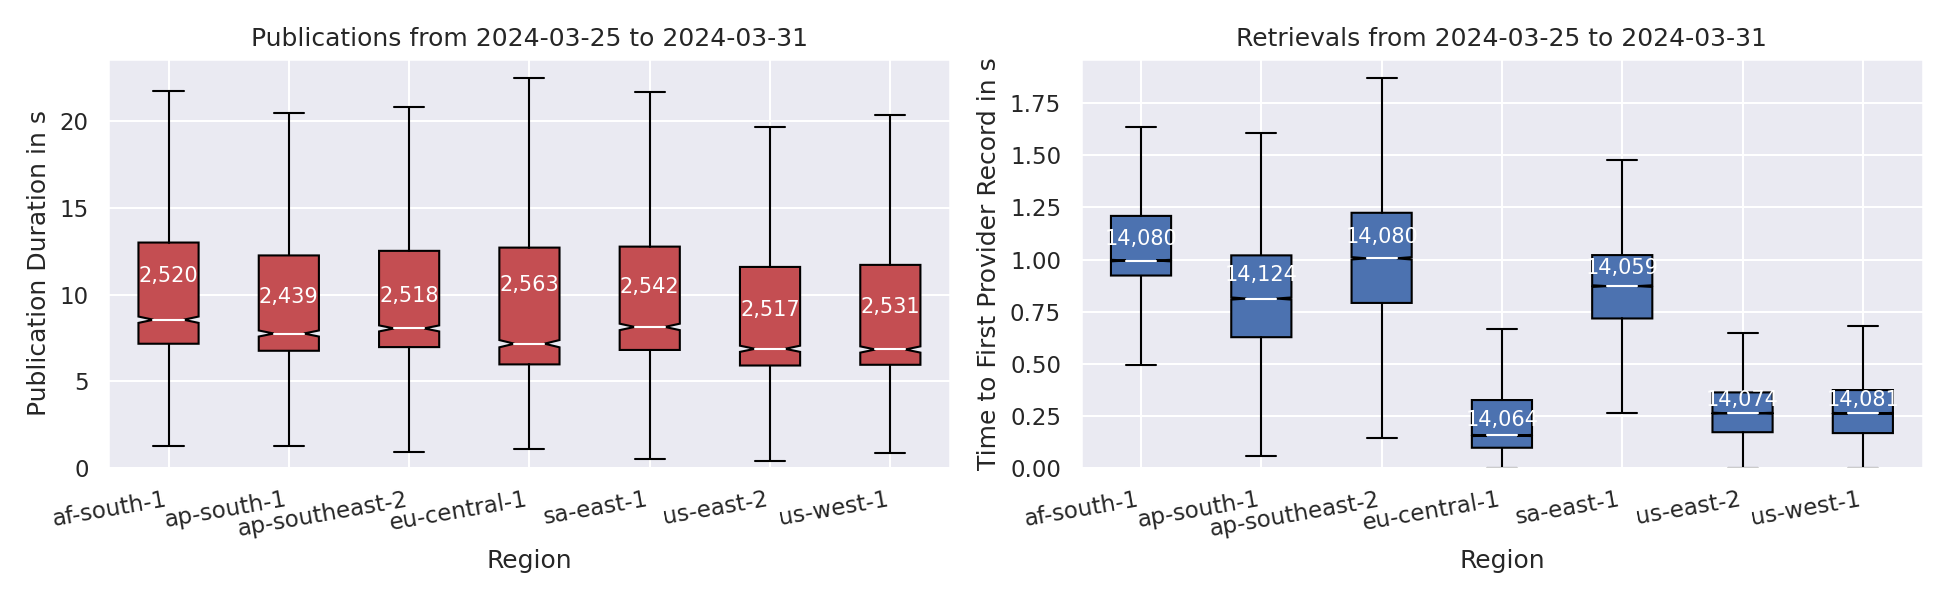 Publications from 2024-03-25 to 2024-03-31
Publication Duration in s
20
15
10
5
0
2,520
2,439
2,518
2,563
2,542
2,517
2,531
af-south-1
ap-south-1
ap-southeast-2
eu-central-1
sa-east-1
us-east-2
us-west-1
Region
Retrievals from 2024-03-25 to 2024-03-31
Time to First Provider Record in s
1.75
1.50
1.25
1.00
0.75
0.50
0.25
0.00
14,080
14,124
14,080
14,064
14,059
14,074
14,081
af-south-1
ap-south-1
ap-southeast-2
eu-central-1
sa-east-1
us-east-2
us-west-1
Region